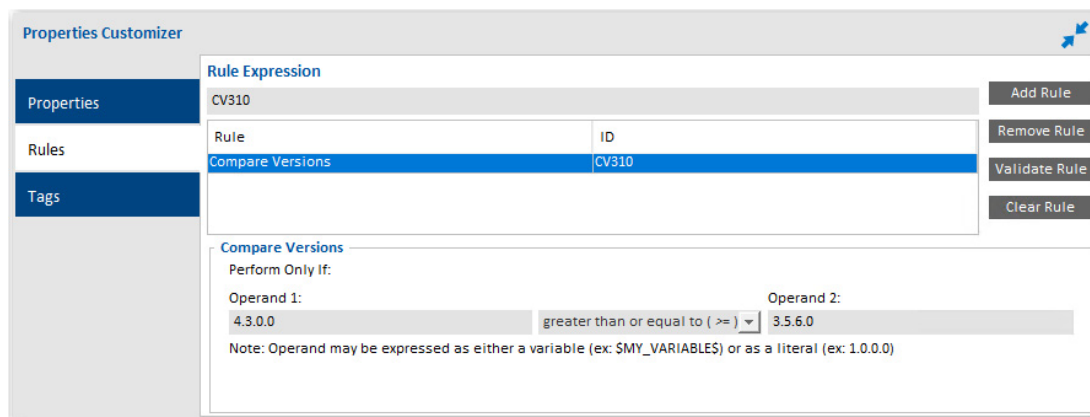 Properties Customizer
Rule Expression
Properties
CV310
Add Rule
Rules
Rule ID
Remove Rule
Compare Versions CV310
Validate Rule
Tags
Clear Rule
Compare Versions
Perform Only If:
Operand 1: Operand 2:
4.3.0.0 greater than or equal to ( >= ) 3.5.6.0
Note: Operand may be expressed as either a variable (ex: $MY_VARIABLE$) or as a literal (ex: 1.0.0.0)